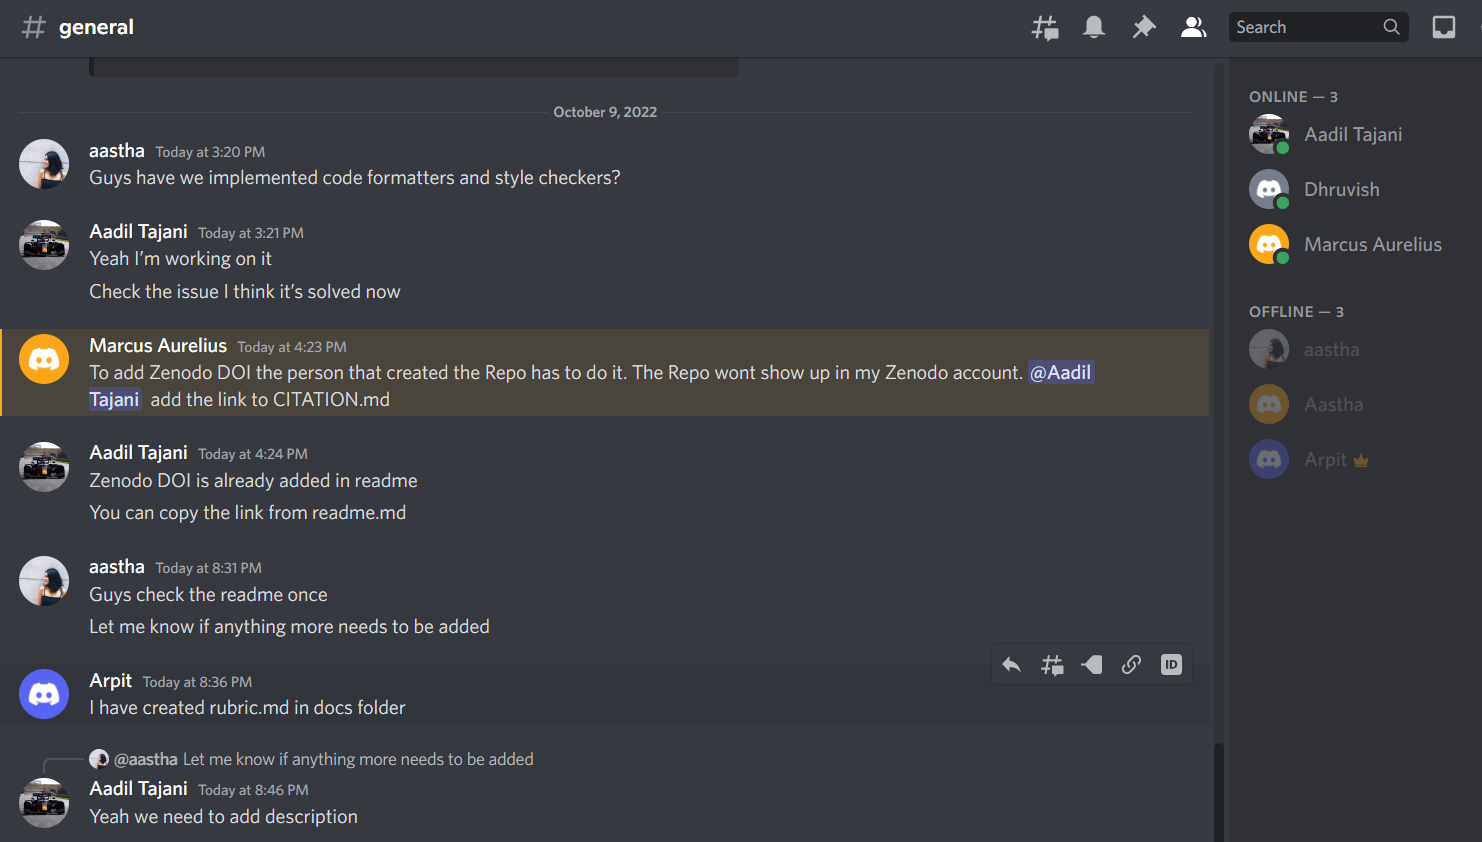 general
Search
October 9, 2022
aastha Today at 3:20 PM
Guys have we implemented code formatters and style checkers?
Aadil Tajani Today at 3:21 PM
Yeah I'm working on it
Check the issue I think it's solved now
Marcus Aurelius Today at 4:23 PM
To add Zenodo DOI the person that created the Repo has to do it. The Repo wont show up in my Zenodo account. @Aadil
Tajani add the link to CITATION.md
Aadil Tajani Today at 4:24 PM
Zenodo DOI is already added in readme
You can copy the link from readme.md
aastha Today at 8:31 PM
Guys check the readme once
Let me know if anything more needs to be added
ID
Arpit Today at 8:36 PM
I have created rubric.md in docs folder
@aastha Let me know if anything more needs to be added
Aadil Tajani Today at 8:46 PM
Yeah we need to add description
ONLINE — 3
Aadil Tajani
Dhruvish
Marcus Aurelius
OFFLINE — 3
aastha
Aastha
Arpit